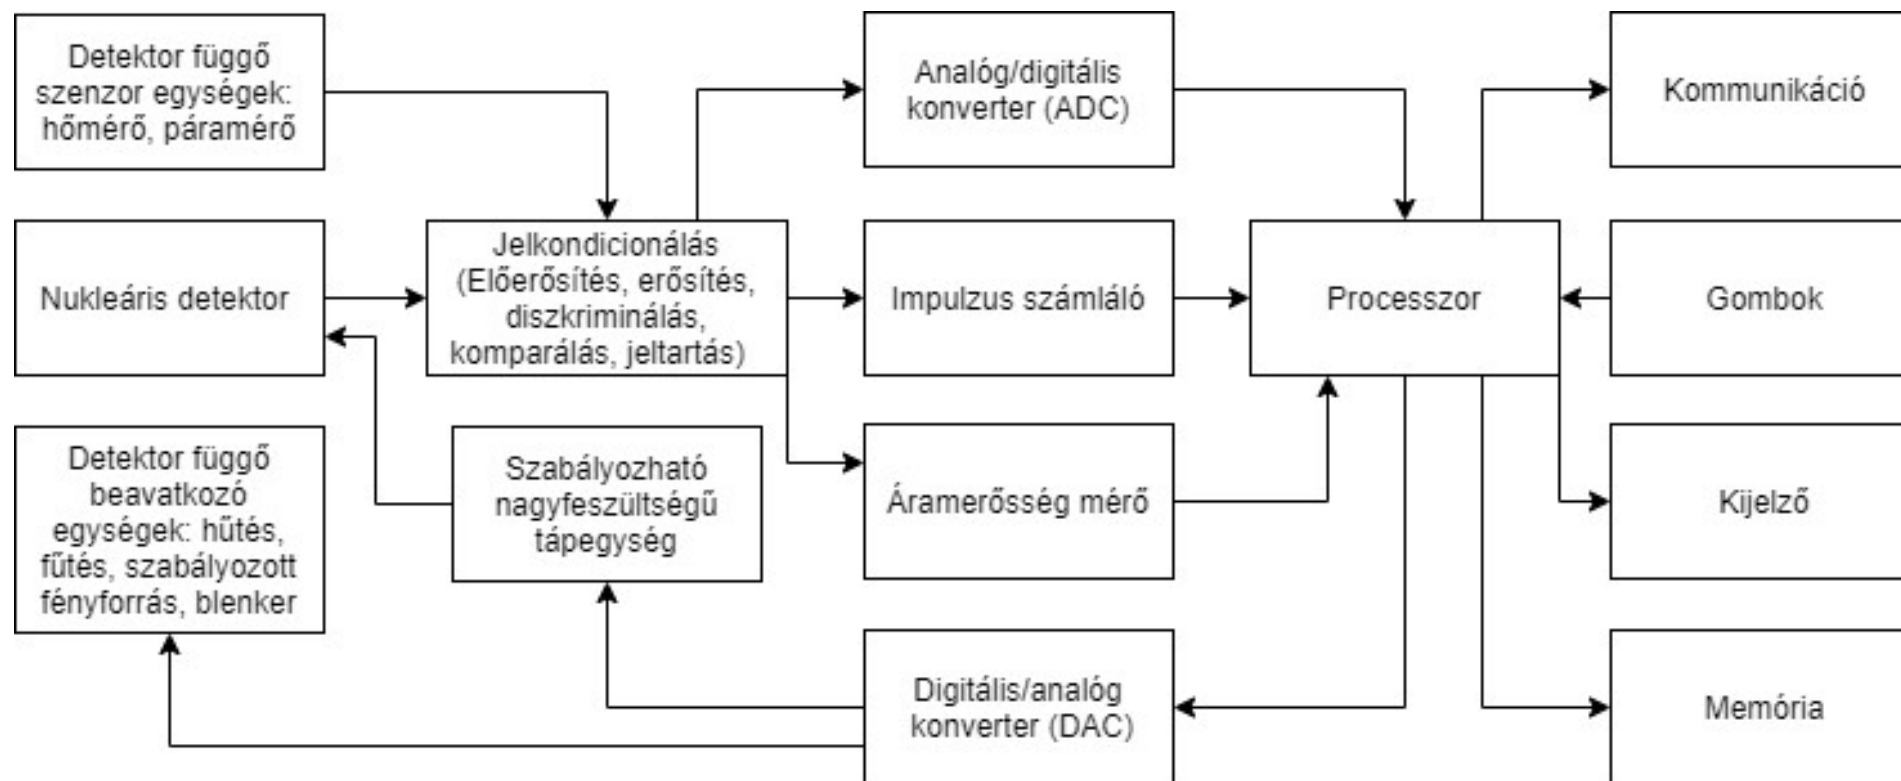 Detektor függő
szenzor egységek:
hőmérő, páramérő
Analóg/digitális
konverter (ADC)
Kommunikáció
Nukleáris detektor
Jelkondicionálás
(Előerősítés, erősítés,
diszkriminálás,
komparálás, jeltartás)
Impulzus számláló
Processzor
Gombok
Detektor függő
beavatkozó
egységek: hűtés,
fűtés, szabályozott
fényforrás, blenker
Szabályozható
nagyfeszültségű
tápegység
Áramerősség mérő
Kijelző
Digitális/analóg
konverter (DAC)
Memória